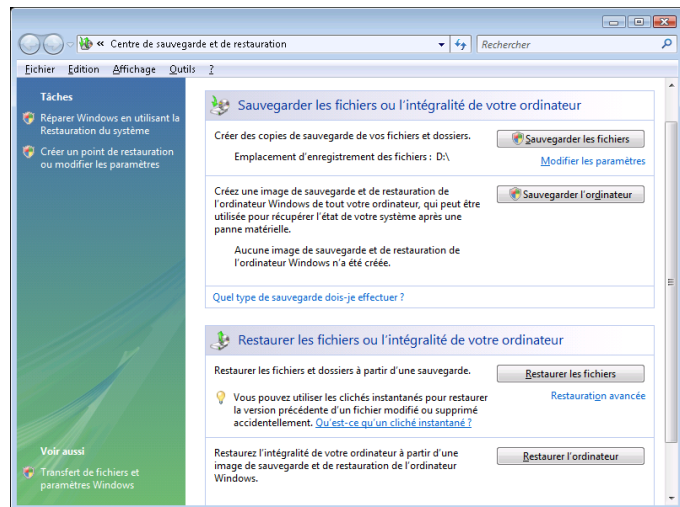 « Centre de sauvegarde et de restauration
Rechercher
Fichier Edition Affichage Outils ?
Tâches
Réparer Windows en utilisant la
Restauration du système
Créer un point de restauration
ou modifier les paramètres
Voir aussi
Transfert de fichiers et
paramètres Windows
Sauvegarder les fichiers ou l'intégralité de votre ordinateur
Créer des copies de sauvegarde de vos fichiers et dossiers.
Sauvegarder les fichiers
Emplacement d'enregistrement des fichiers : D:\
Modifier les paramètres
Créez une image de sauvegarde et de restauration de
l'ordinateur Windows de tout votre ordinateur, qui peut être
utilisée pour récupérer l'état de votre système après une
panne matérielle.
Sauvegarder l'ordinateur
Aucune image de sauvegarde et de restauration de
l'ordinateur Windows n'a été créée.
Quel type de sauvegarde dois-je effectuer ?
Restaurer les fichiers ou l'intégralité de votre ordinateur
Restaurer les fichiers et dossiers à partir d'une sauvegarde.
Restaurer les fichiers
Vous pouvez utiliser les clichés instantanés pour restaurer
la version précédente d'un fichier modifié ou supprimé
accidentellement. Qu'est-ce qu'un cliché instantané ?
Restauration avancée
Restaurez l'intégralité de votre ordinateur à partir d'une
image de sauvegarde et de restauration de l'ordinateur
Windows.
Restaurer l'ordinateur